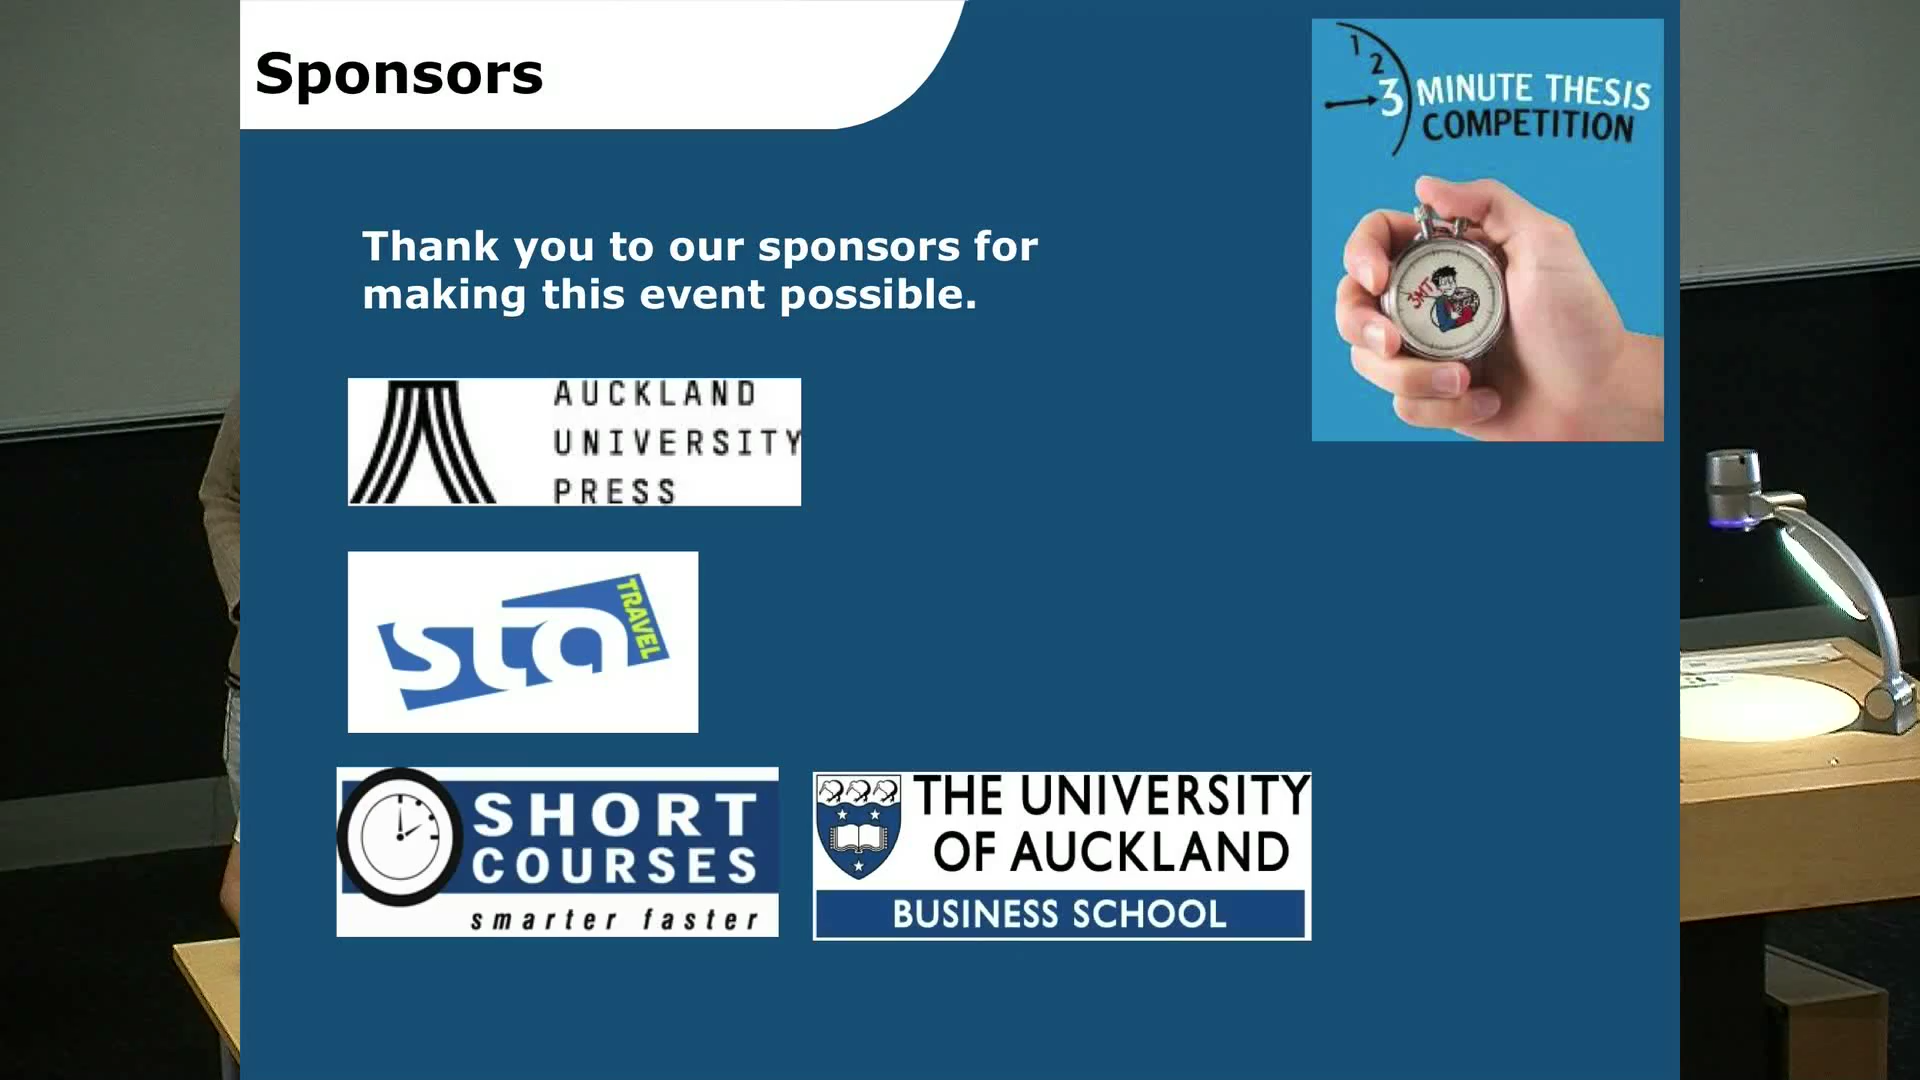 Sponsors
1
2
3 MINUTE THESIS
COMPETITION
3MT
Thank you to our sponsors for
making this event possible.
AUCKLAND
UNIVERSITY
PRESS
sta TRAVEL
SHORT
COURSES
smarter faster
THE UNIVERSITY
OF AUCKLAND
BUSINESS SCHOOL